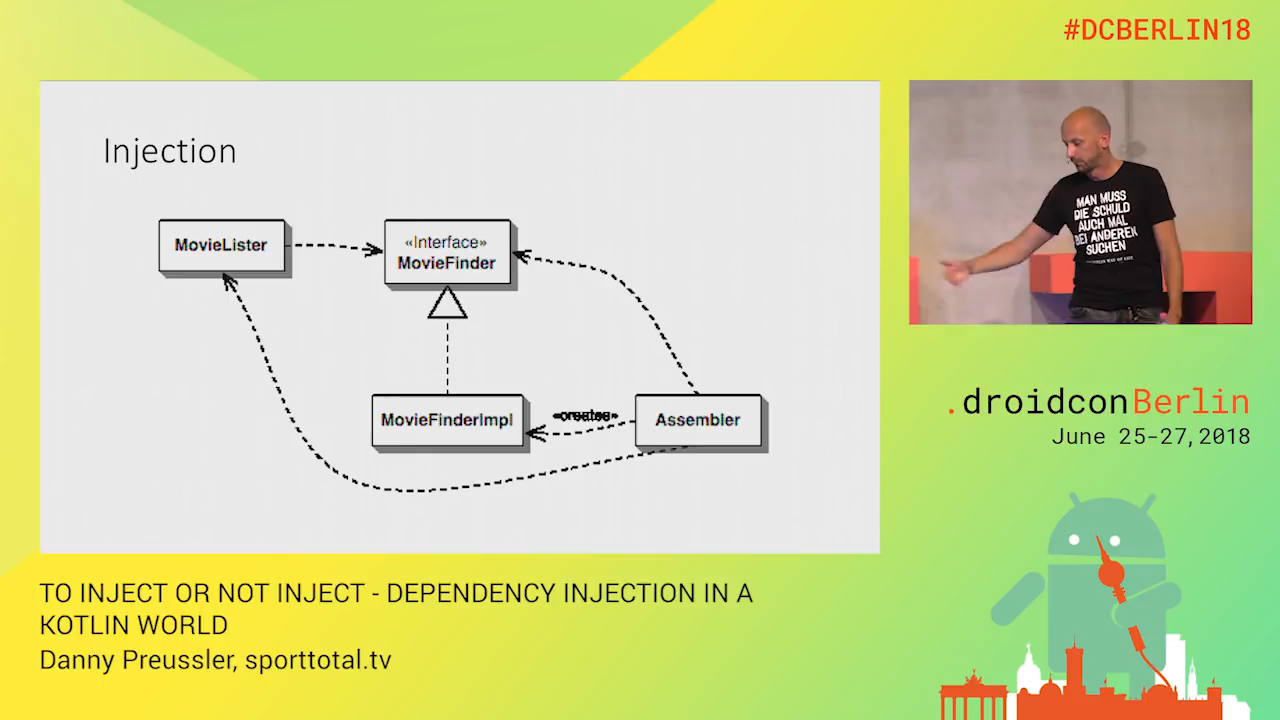 #DCBERLIN18
Injection
MovieLister
«Interface»
MovieFinder
MovieFinderImpl
«creates»
Assembler
MAN MUSS
DIE SCHULD
AUCH MAL
BEI ANDEREN
SUCHEN
.droidconBerlin
June 25-27, 2018
TO INJECT OR NOT INJECT - DEPENDENCY INJECTION IN A
KOTLIN WORLD
Danny Preussler, sporttotal.tv